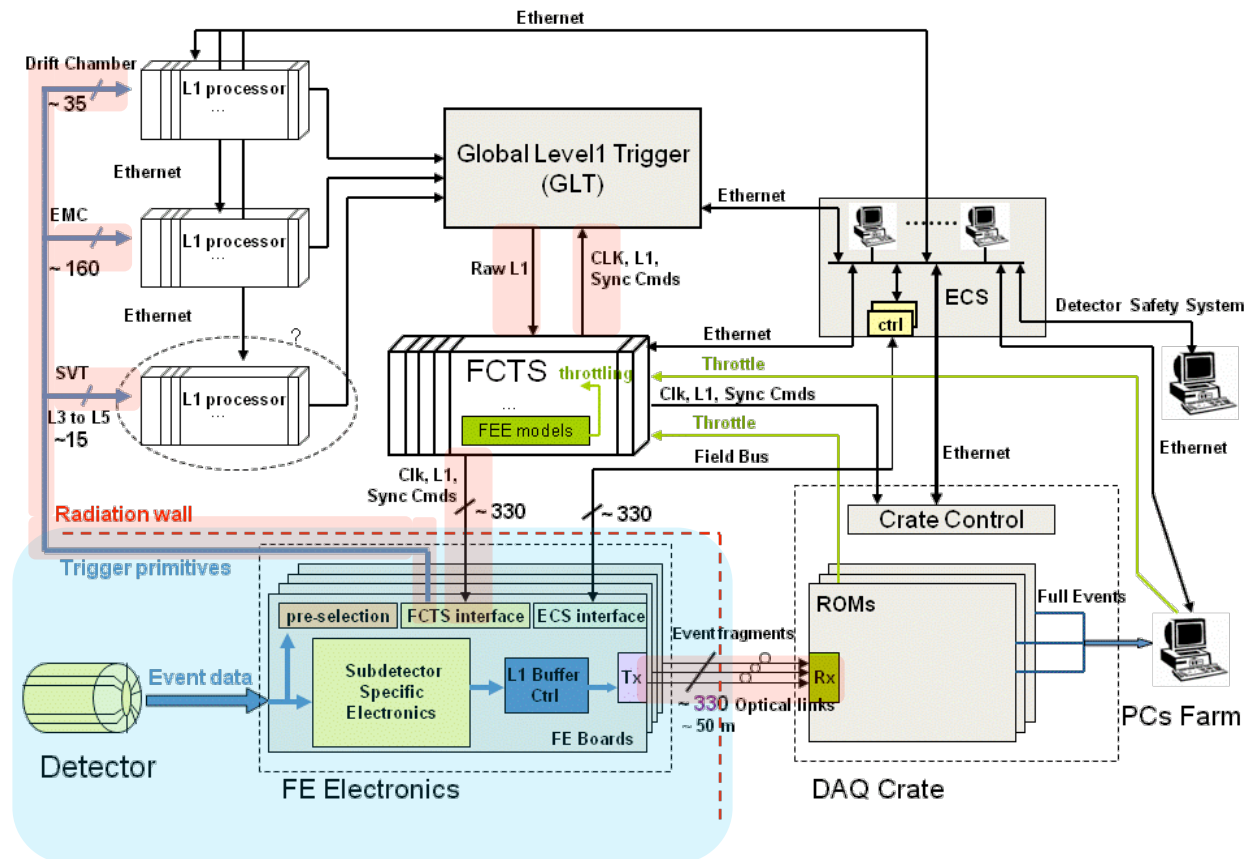 Ethernet
Drift Chamber
L1 processor
...
~ 35
Ethernet
Global Level1 Trigger
(GLT)
Ethernet
EMC
L1 processor
...
~ 160
Raw L1
CLK, L1,
Sync Cmds
ECS
ctrl
Detector Safety System
Ethernet
?
Ethernet
SVT
L1 processor
...
L3 to L5
~15
FCTS
throttling
...
FEE models
Throttle
Clk, L1, Sync Cmds
Throttle
Field Bus
Ethernet
Ethernet
Clk, L1,
Sync Cmds
~ 330
~ 330
Radiation wall
Trigger primitives
Crate Control
pre-selection
FCTS interface
ECS interface
ROMs
Full Events
Event fragments
Event data
Subdetector
Specific
Electronics
L1 Buffer
Ctrl
Tx
Rx
~ 330 Optical links
~ 50 m
FE Boards
PCs Farm
Detector
FE Electronics
DAQ Crate